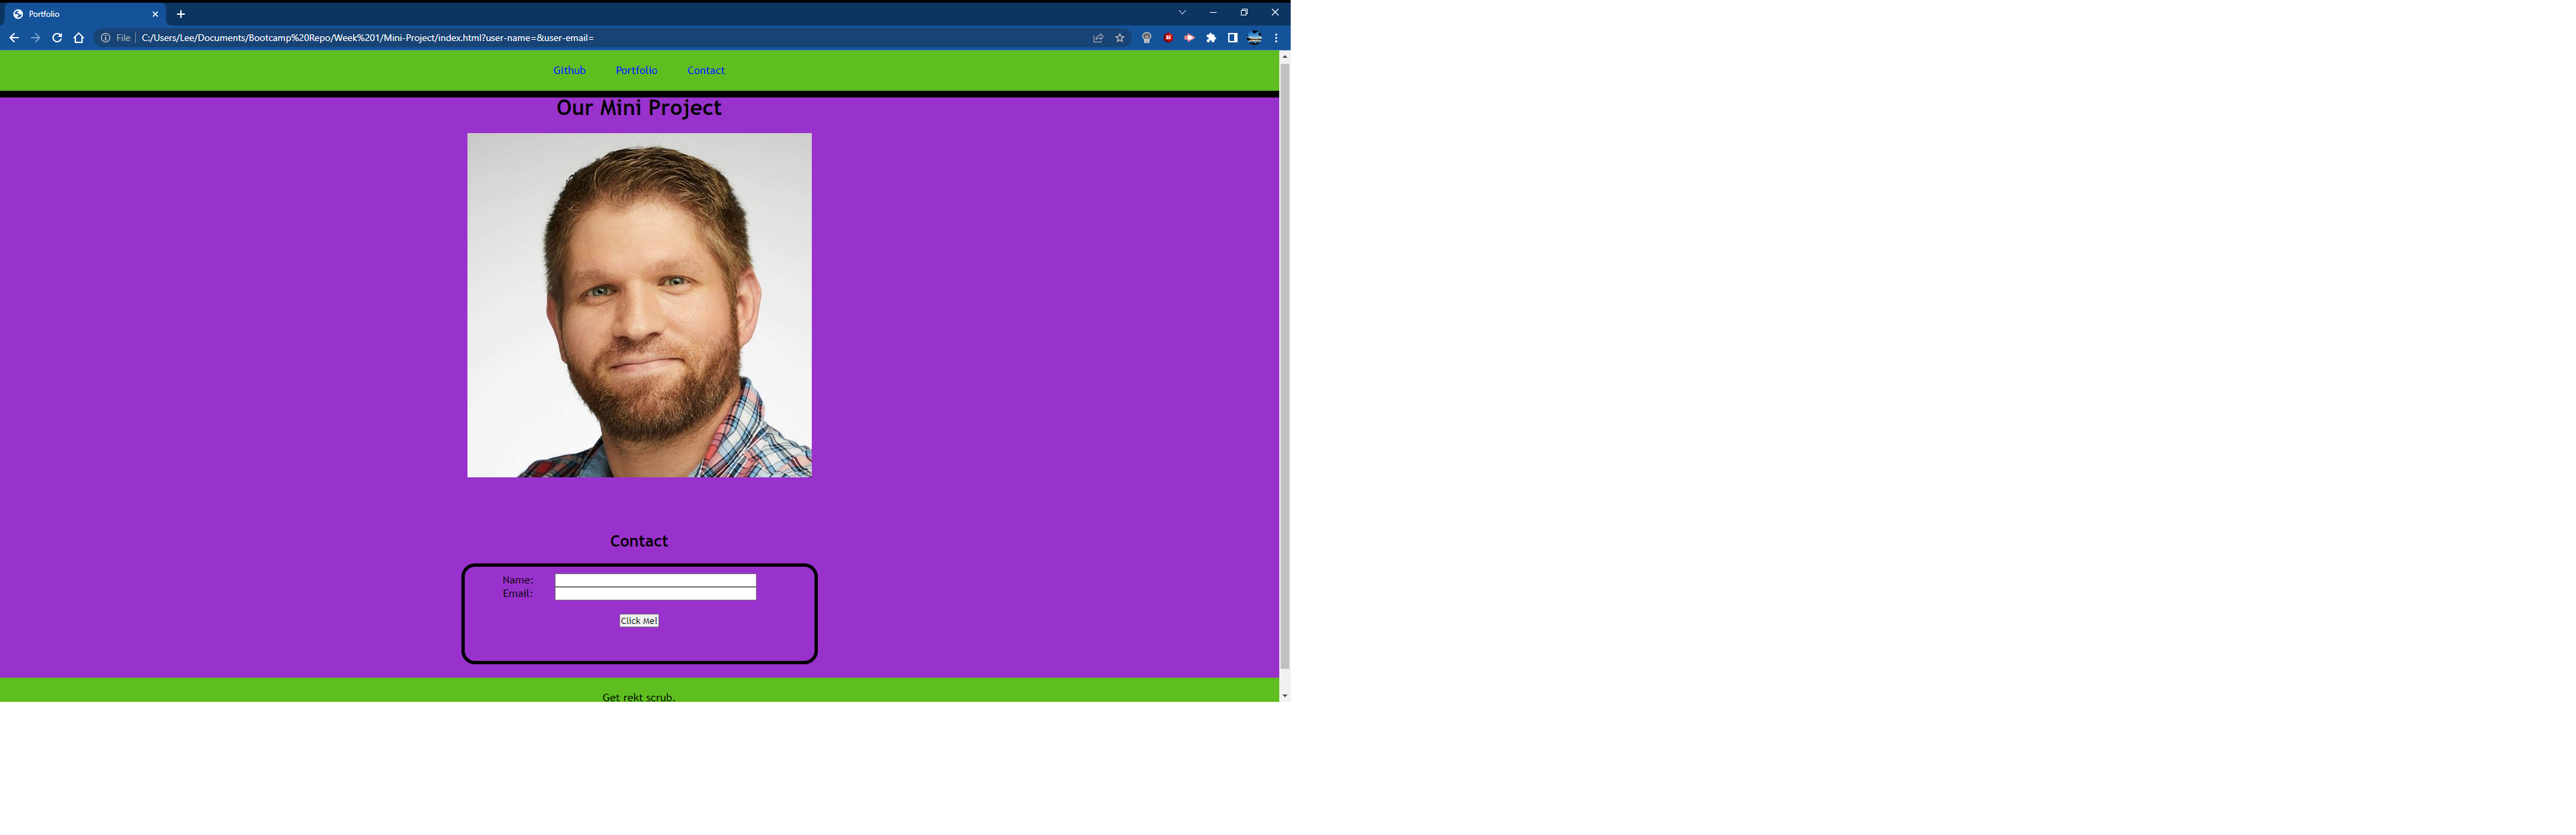 Portfolio
File C:/Users/Lee/Documents/Bootcamp%20Repo/Week%201/Mini-Project/index.html?user-name=&user-email=
Github Portfolio Contact
Our Mini Project
Contact
Name:
Email:
Click Me!
Get rekt scrub.